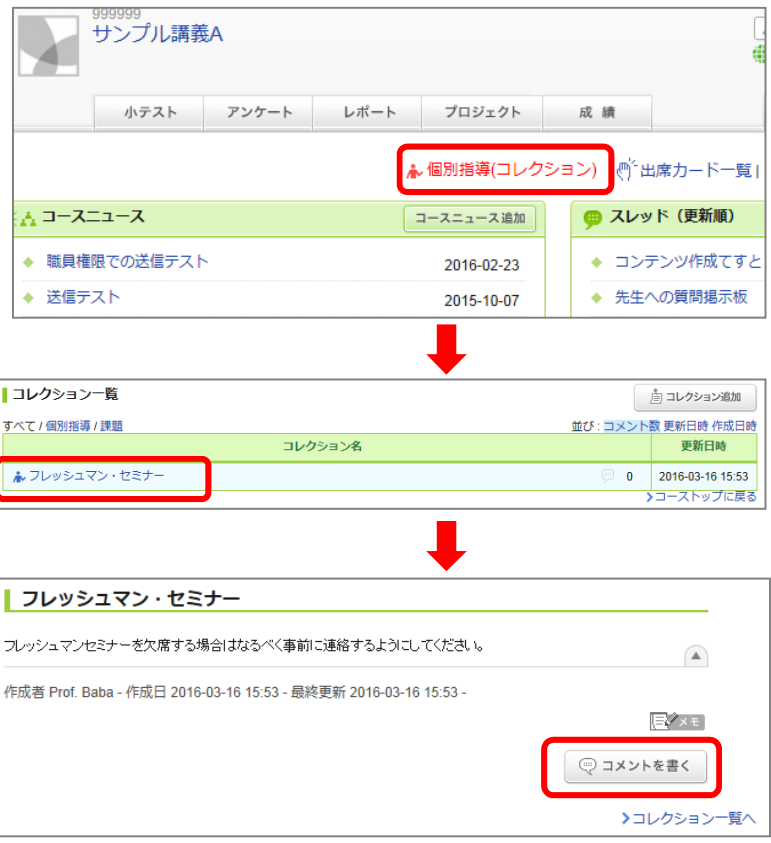 999999
サンプル講義A
小テスト アンケート レポート プロジェクト 成績
個別指導(コレクション) 出席カード一覧|
コースニュース コースニュース追加 スレッド（更新順）
職員権限での送信テスト 2016-02-23 コンテンツ作成てすと
送信テスト 2015-10-07 先生への質問掲示板
コレクション一覧 コレクション追加
すべて / 個別指導 / 課題 並び : コメント数 更新日時 作成日時
コレクション名 更新日時
フレッシュマン・セミナー 0 2016-03-16 15:53
コーストップに戻る
フレッシュマン・セミナー
フレッシュマンセミナーを欠席する場合はなるべく事前に連絡するようにしてください。
作成者 Prof. Baba - 作成日 2016-03-16 15:53 - 最終更新 2016-03-16 15:53 -
メモ
コメントを書く
コレクション一覧へ